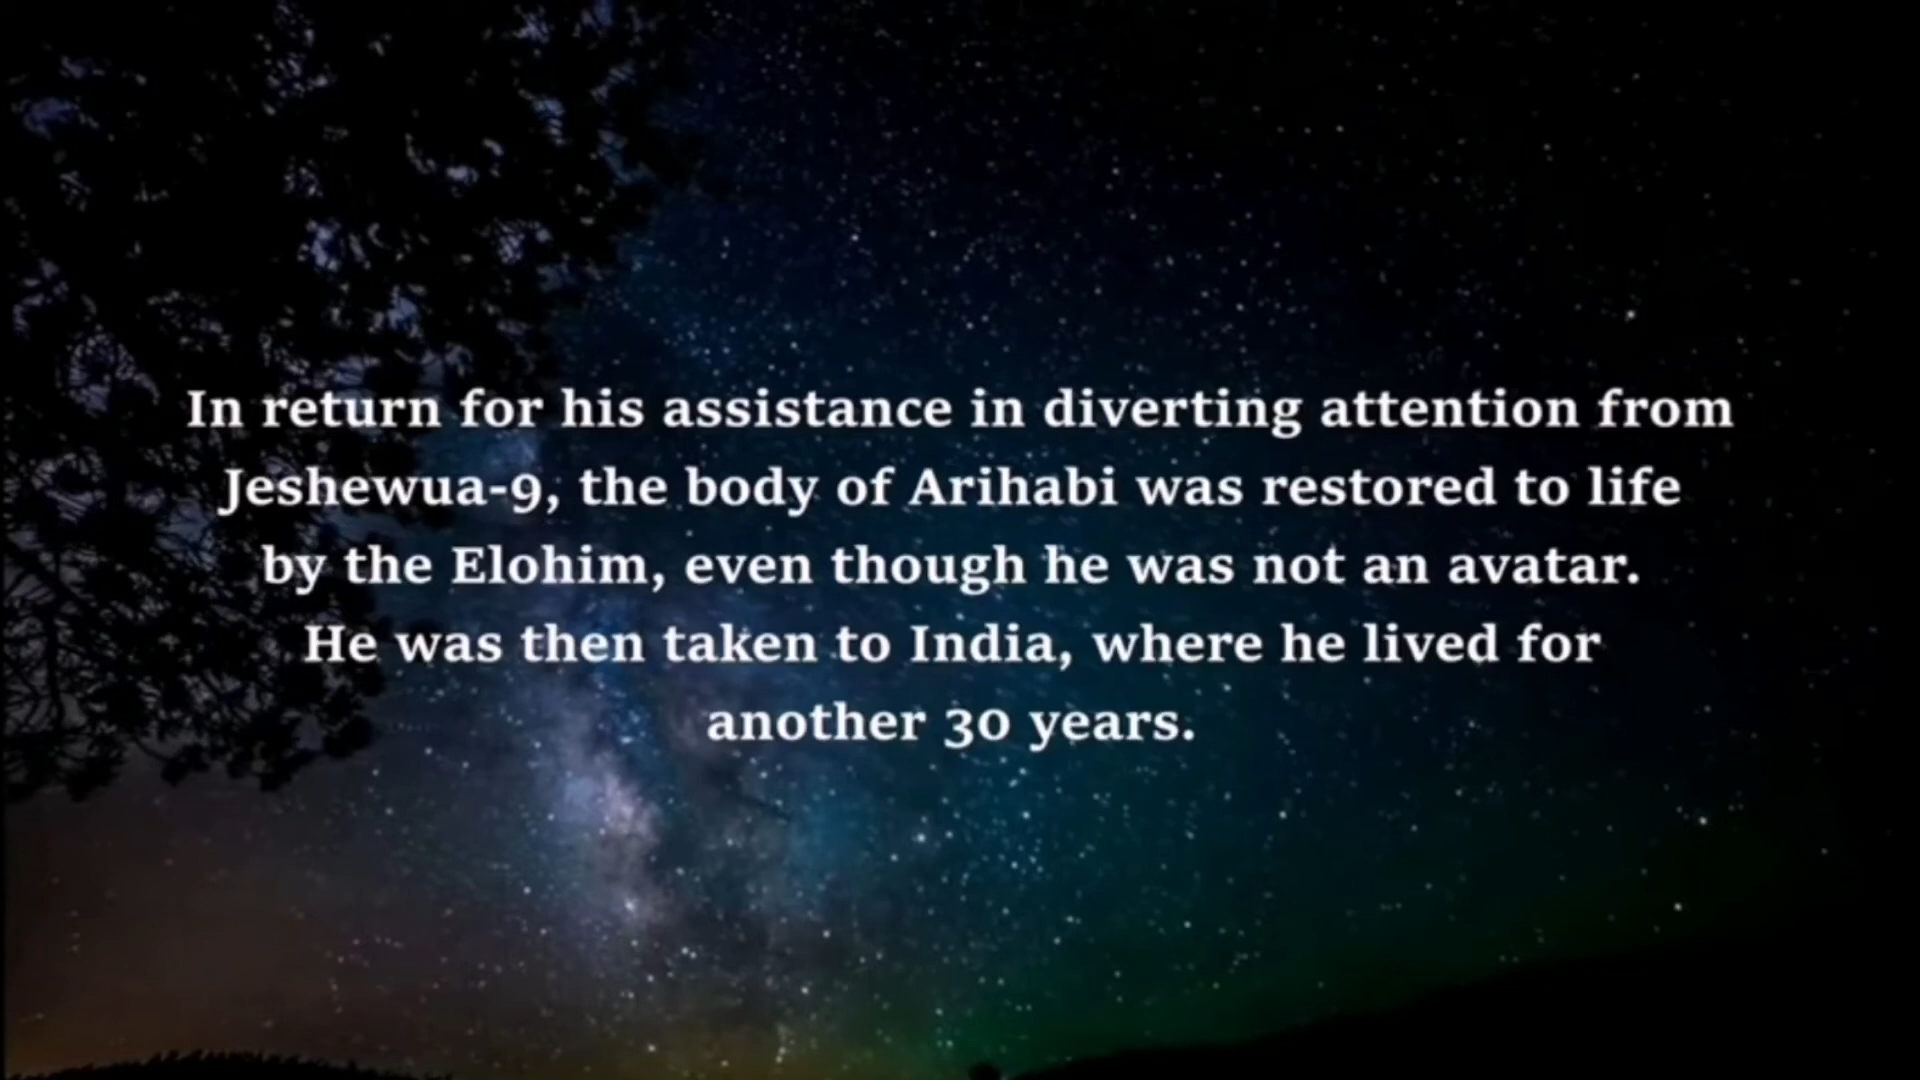 In return for his assistance in diverting attention from
Jeshewua-9, the body of Arihabi was restored to life
by the Elohim, even though he was not an avatar.
He was then taken to India, where he lived for
another 30 years.